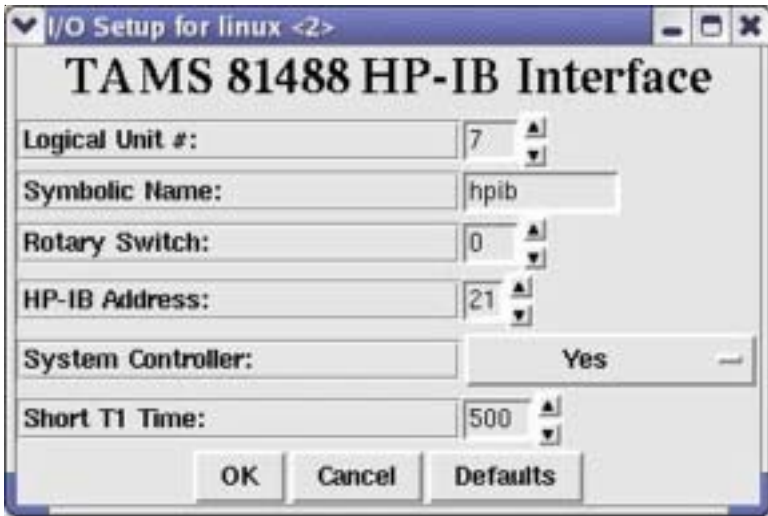 I/O Setup for linux <2>
TAMS 81488 HP-IB Interface
Logical Unit #: 7
Symbolic Name: hpib
Rotary Switch: 0
HP-IB Address: 21
System Controller: Yes
Short T1 Time: 500
OK Cancel Defaults